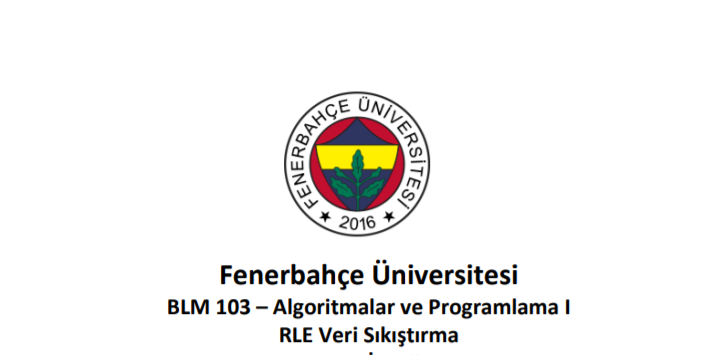 FENERBAHÇE ÜNİVERSİTESİ
★ 2016 ★
Fenerbahçe Üniversitesi
BLM 103 – Algoritmalar ve Programlama I
RLE Veri Sıkıştırma